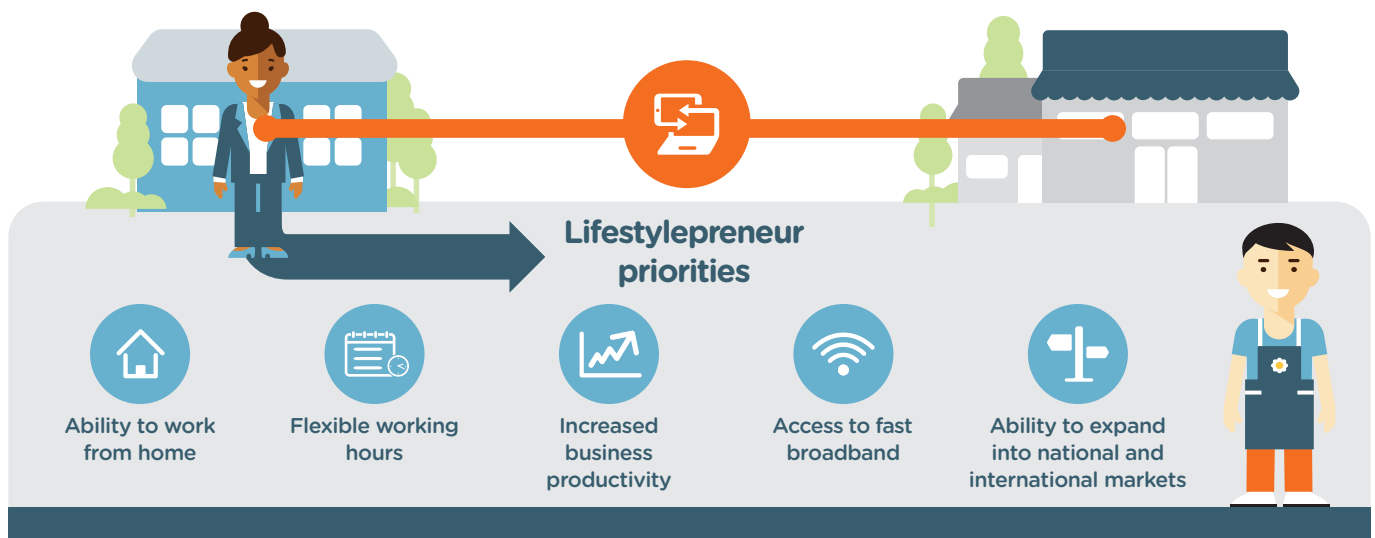 Lifestylepreneur
priorities
Ability to work
from home
Flexible working
hours
Increased
business
productivity
Access to fast
broadband
Ability to expand
into national and
international markets